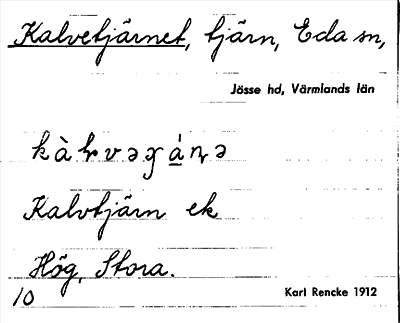 Kalvetjärnet, tjärn, Eda sn,
Jösse hd, Värmlands län
Kalvtjärn ek
Hög, Stora.
10
Karl Rencke 1912